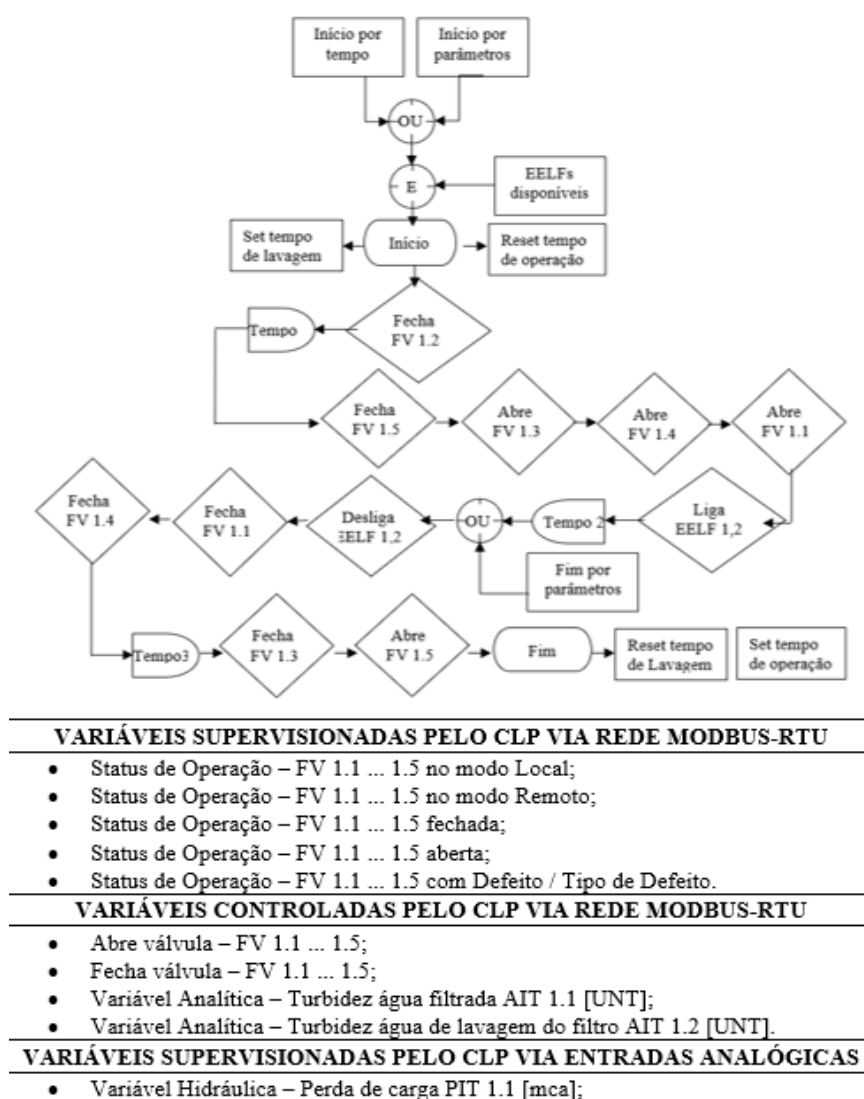 Início por
tempo
Início por
parâmetros
OU
E
EELFs
disponíveis
Set tempo
de lavagem
Início
Reset tempo
de operação
Fecha
FV 1.2
Tempo
Fecha
FV 1.5
Abre
FV 1.3
Abre
FV 1.4
Abre
FV 1.1
Fecha
FV 1.4
Fecha
FV 1.1
Desliga
EELF 1,2
OU
Tempo 2
Liga
EELF 1,2
Fim por
parâmetros
Tempo3
Fecha
FV 1.3
Abre
FV 1.5
Fim
Reset tempo
de Lavagem
Set tempo
de operação
VARIÁVEIS SUPERVISIONADAS PELO CLP VIA REDE MODBUS-RTU
• Status de Operação – FV 1.1 ... 1.5 no modo Local;
• Status de Operação – FV 1.1 ... 1.5 no modo Remoto;
• Status de Operação – FV 1.1 ... 1.5 fechada;
• Status de Operação – FV 1.1 ... 1.5 aberta;
• Status de Operação – FV 1.1 ... 1.5 com Defeito / Tipo de Defeito.
VARIÁVEIS CONTROLADAS PELO CLP VIA REDE MODBUS-RTU
• Abre válvula – FV 1.1 ... 1.5;
• Fecha válvula – FV 1.1 ... 1.5;
• Variável Analítica – Turbidez água filtrada AIT 1.1 [UNT];
• Variável Analítica – Turbidez água de lavagem do filtro AIT 1.2 [UNT].
VARIÁVEIS SUPERVISIONADAS PELO CLP VIA ENTRADAS ANALÓGICAS
• Variável Hidráulica – Perda de carga PIT 1.1 [mca];